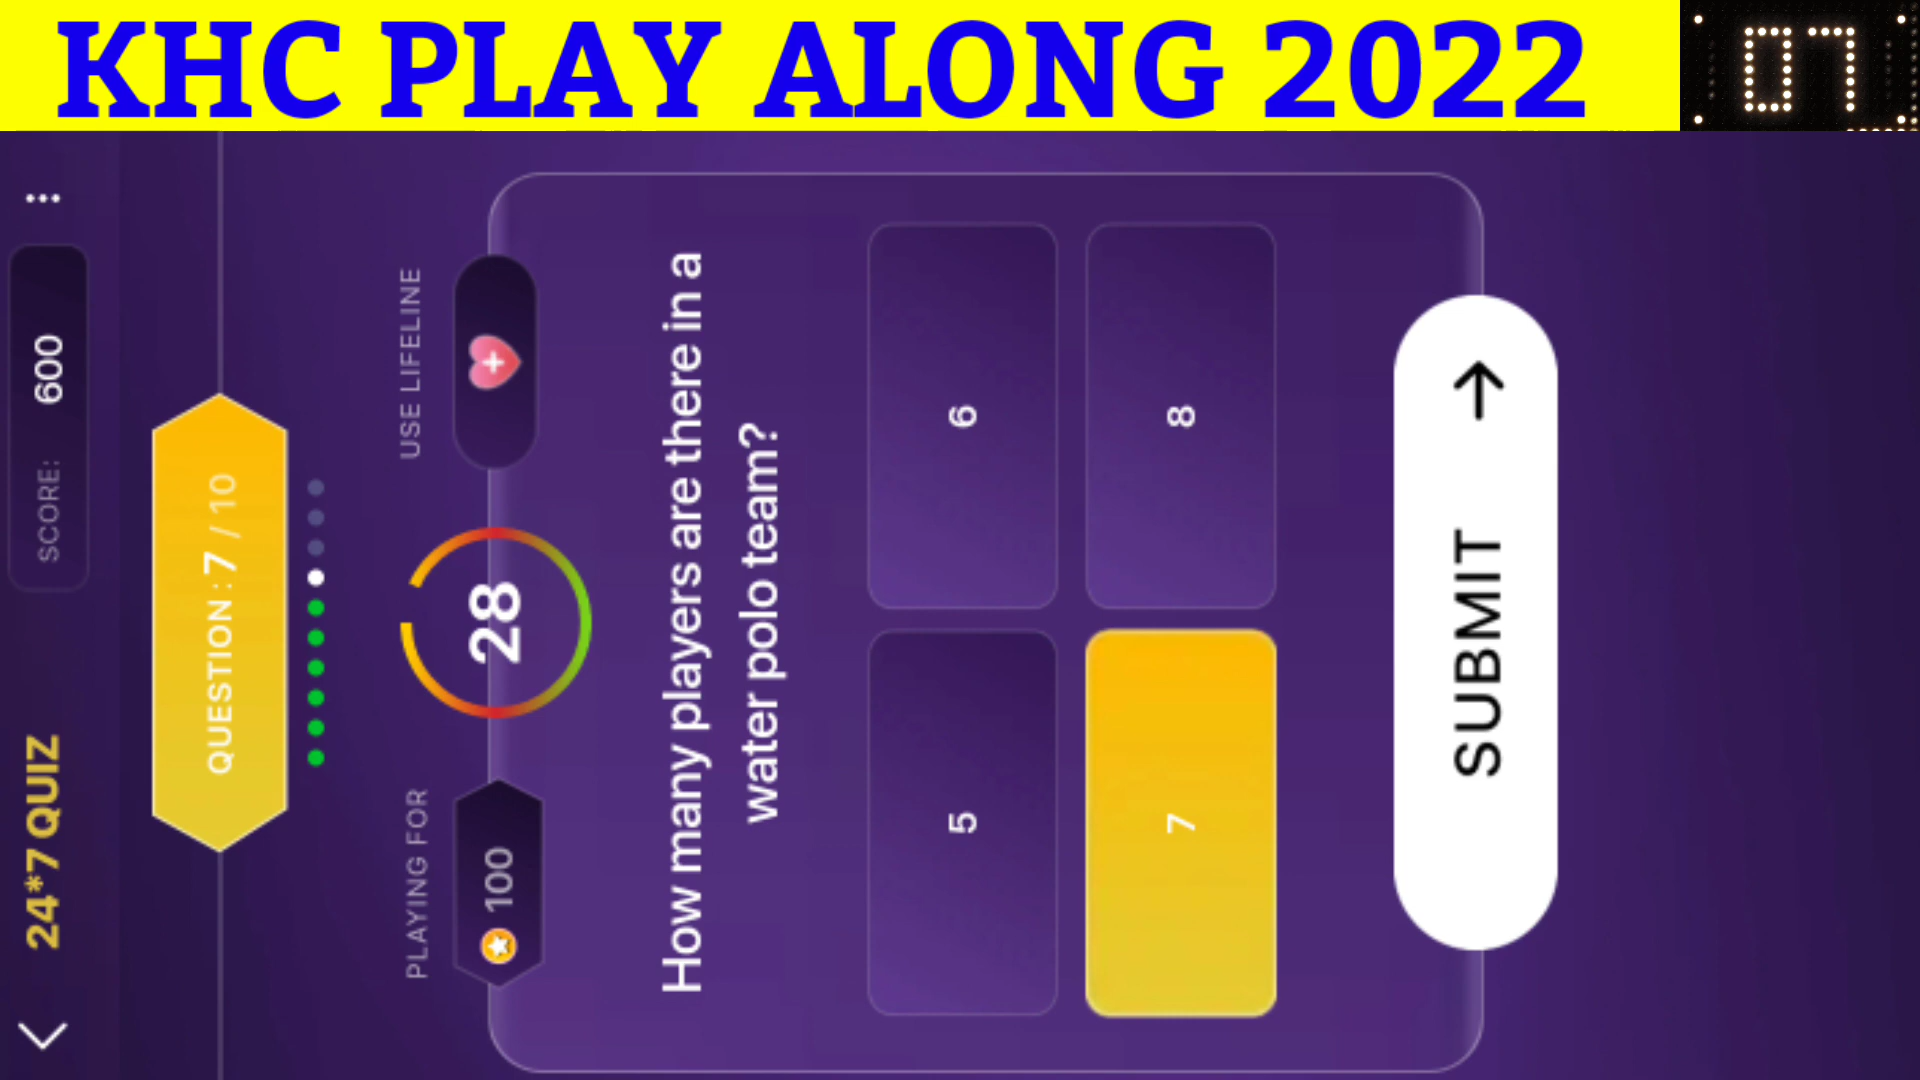 KHC PLAY ALONG 2022
07
24*7 QUIZ
SCORE: 600
QUESTION : 7 / 10
PLAYING FOR
100
28
USE LIFELINE
How many players are there in a
water polo team?
5
6
7
8
SUBMIT